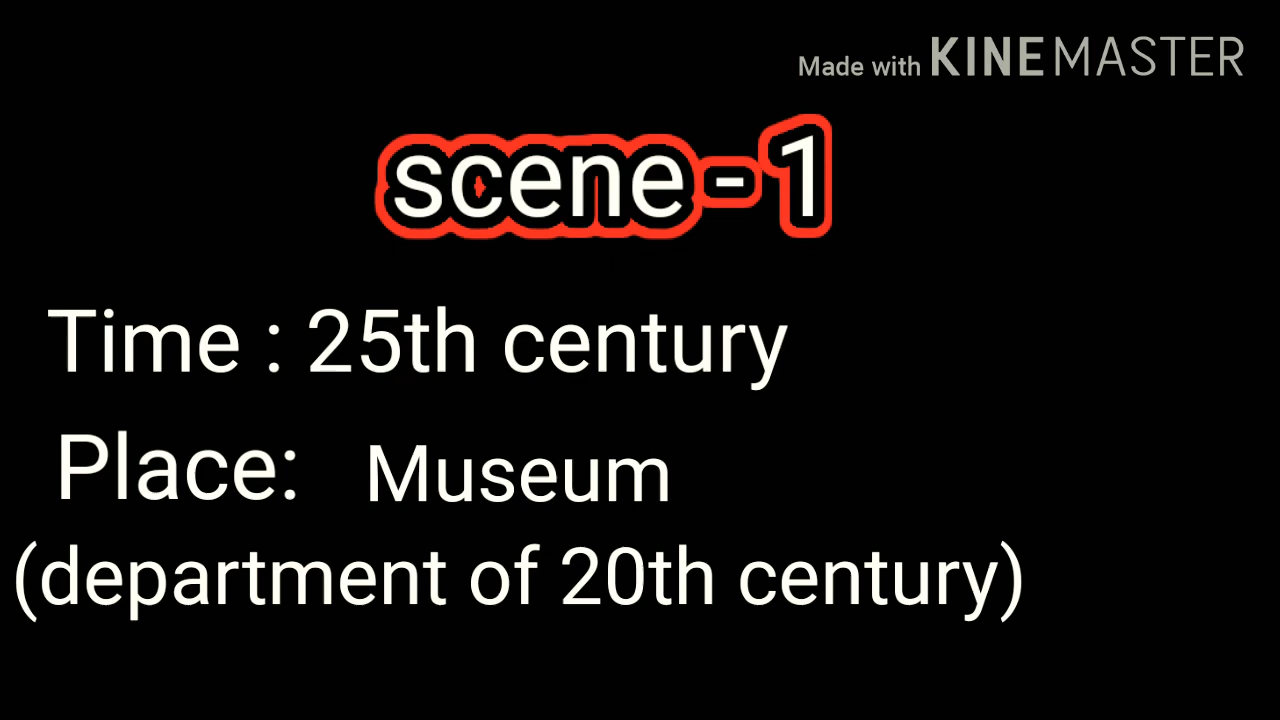 Made with KINEMASTER
scene-1
Time : 25th century
Place: Museum
(department of 20th century)